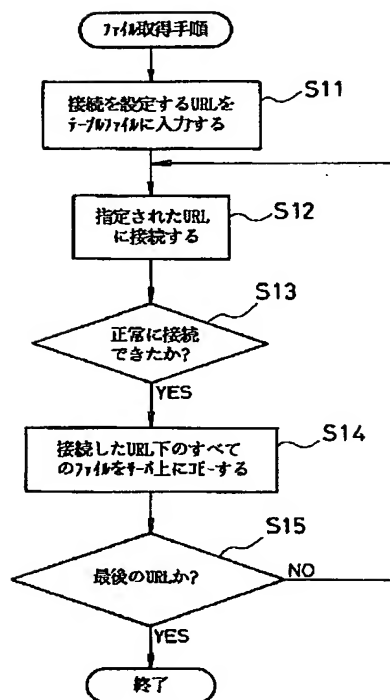 ファイル取得手順
接続を設定するURLを
テーブルファイルに入力する
S11
指定されたURL
に接続する
S12
正常に接続
できたか?
S13
YES
接続したURL下のすべて
のファイルをサーバ上にコピーする
S14
最後のURLか?
S15
NO
YES
終了